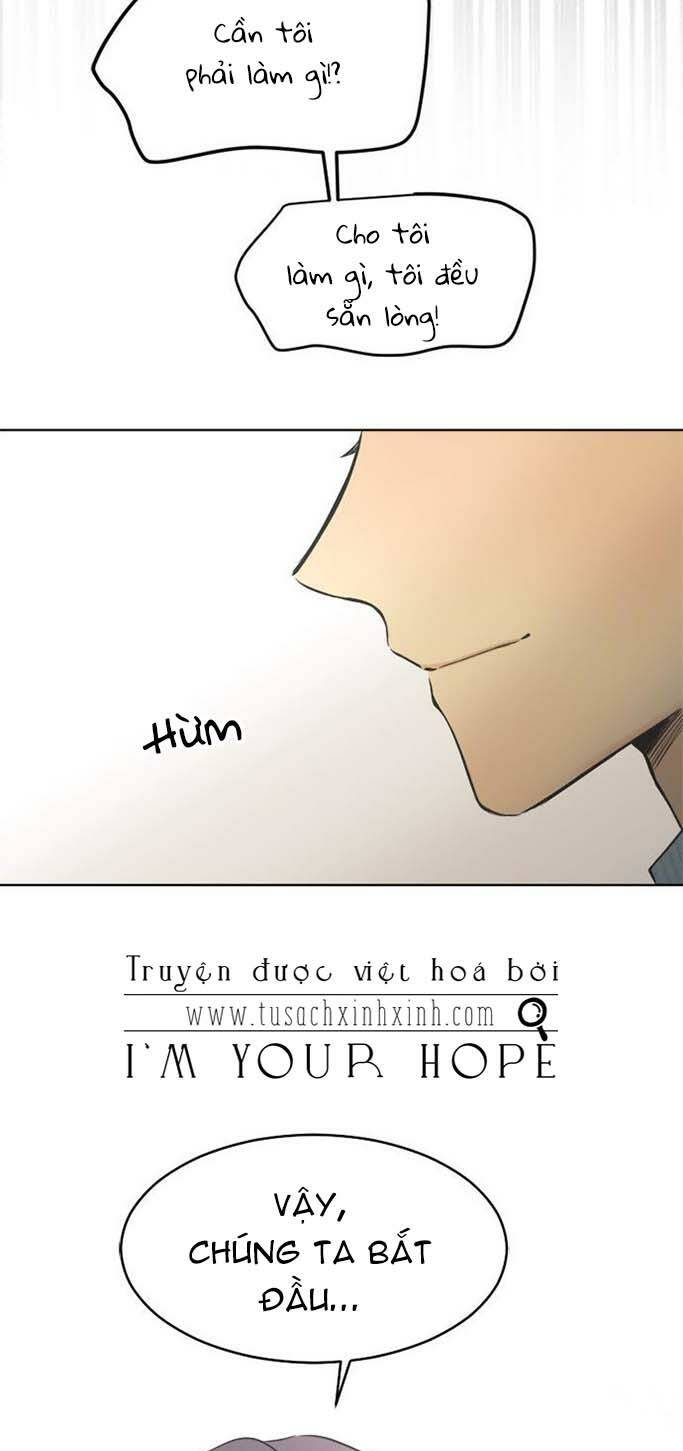 Cần tôi
phải làm gì!?
Cho tôi
làm gì, tôi đều
sẵn lòng!
Hừm
Truyện được việt hoá bởi
www.tusachxinhxinh.com
I'M YOUR HOPE
VẬY,
CHÚNG TA BẮT
ĐẦU...